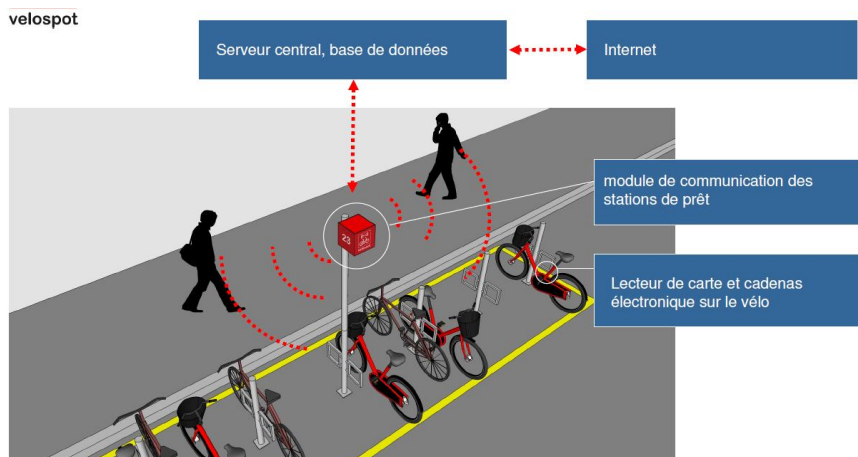 velospot
Serveur central, base de données
Internet
module de communication des
stations de prêt
23
Lecteur de carte et cadenas
électronique sur le vélo